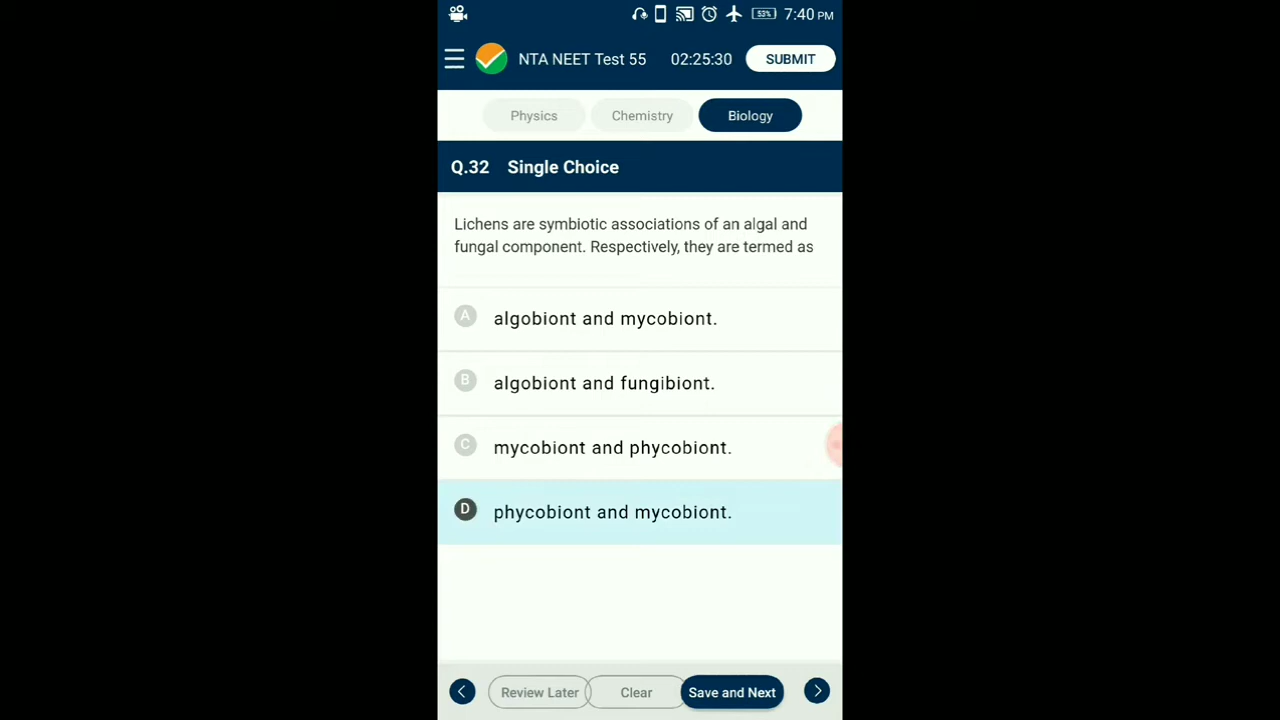 53% 7:40 PM
NTA NEET Test 55 02:25:30 SUBMIT
Physics Chemistry Biology
Q.32 Single Choice
Lichens are symbiotic associations of an algal and
fungal component. Respectively, they are termed as
A algobiont and mycobiont.
B algobiont and fungibiont.
C mycobiont and phycobiont.
D phycobiont and mycobiont.
Review Later Clear Save and Next